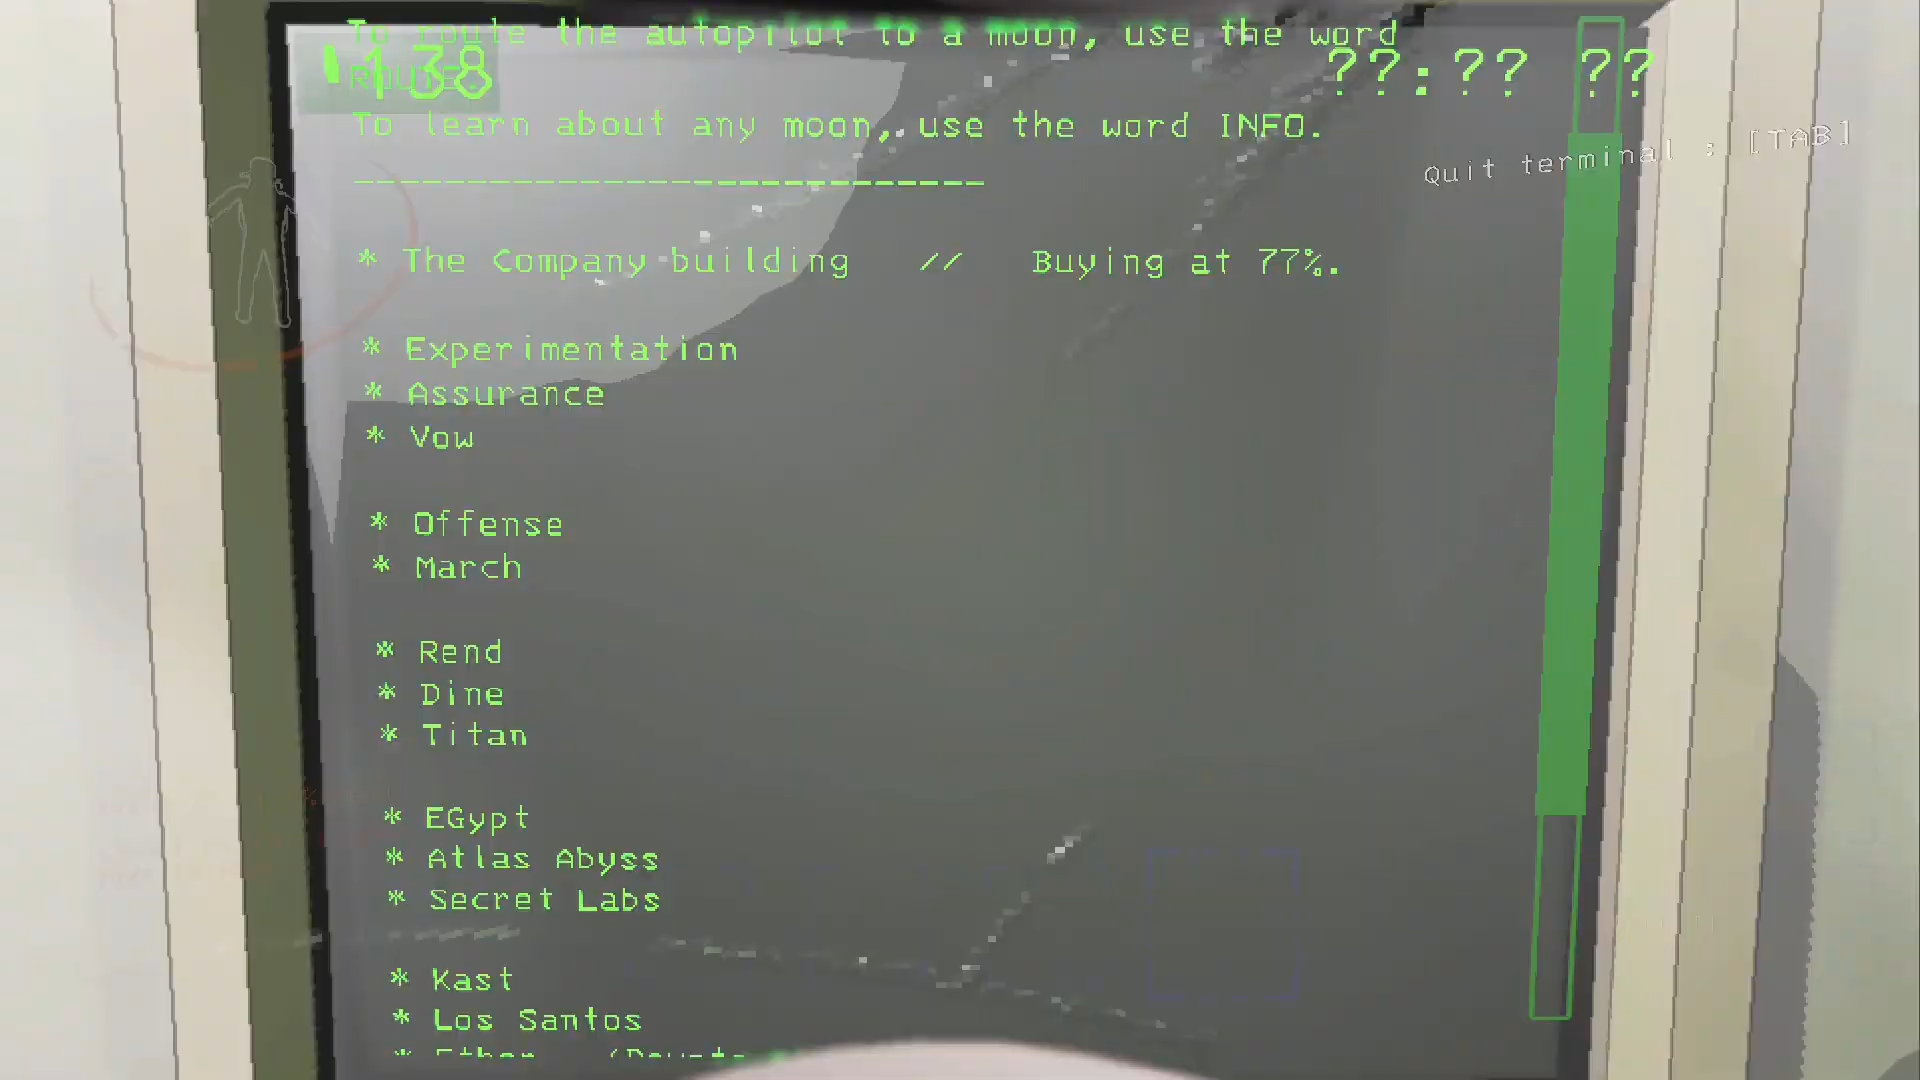 To route the autopilot to a moon, use the word
ROUTE.
138
??:?? ??
To learn about any moon, use the word INFO.
Quit terminal : [TAB]
----------------------------
* The Company building // Buying at 77%.
* Experimentation
* Assurance
* Vow
* Offense
* March
* Rend
* Dine
* Titan
* EGypt
* Atlas Abyss
* Secret Labs
* Kast
* Los Santos